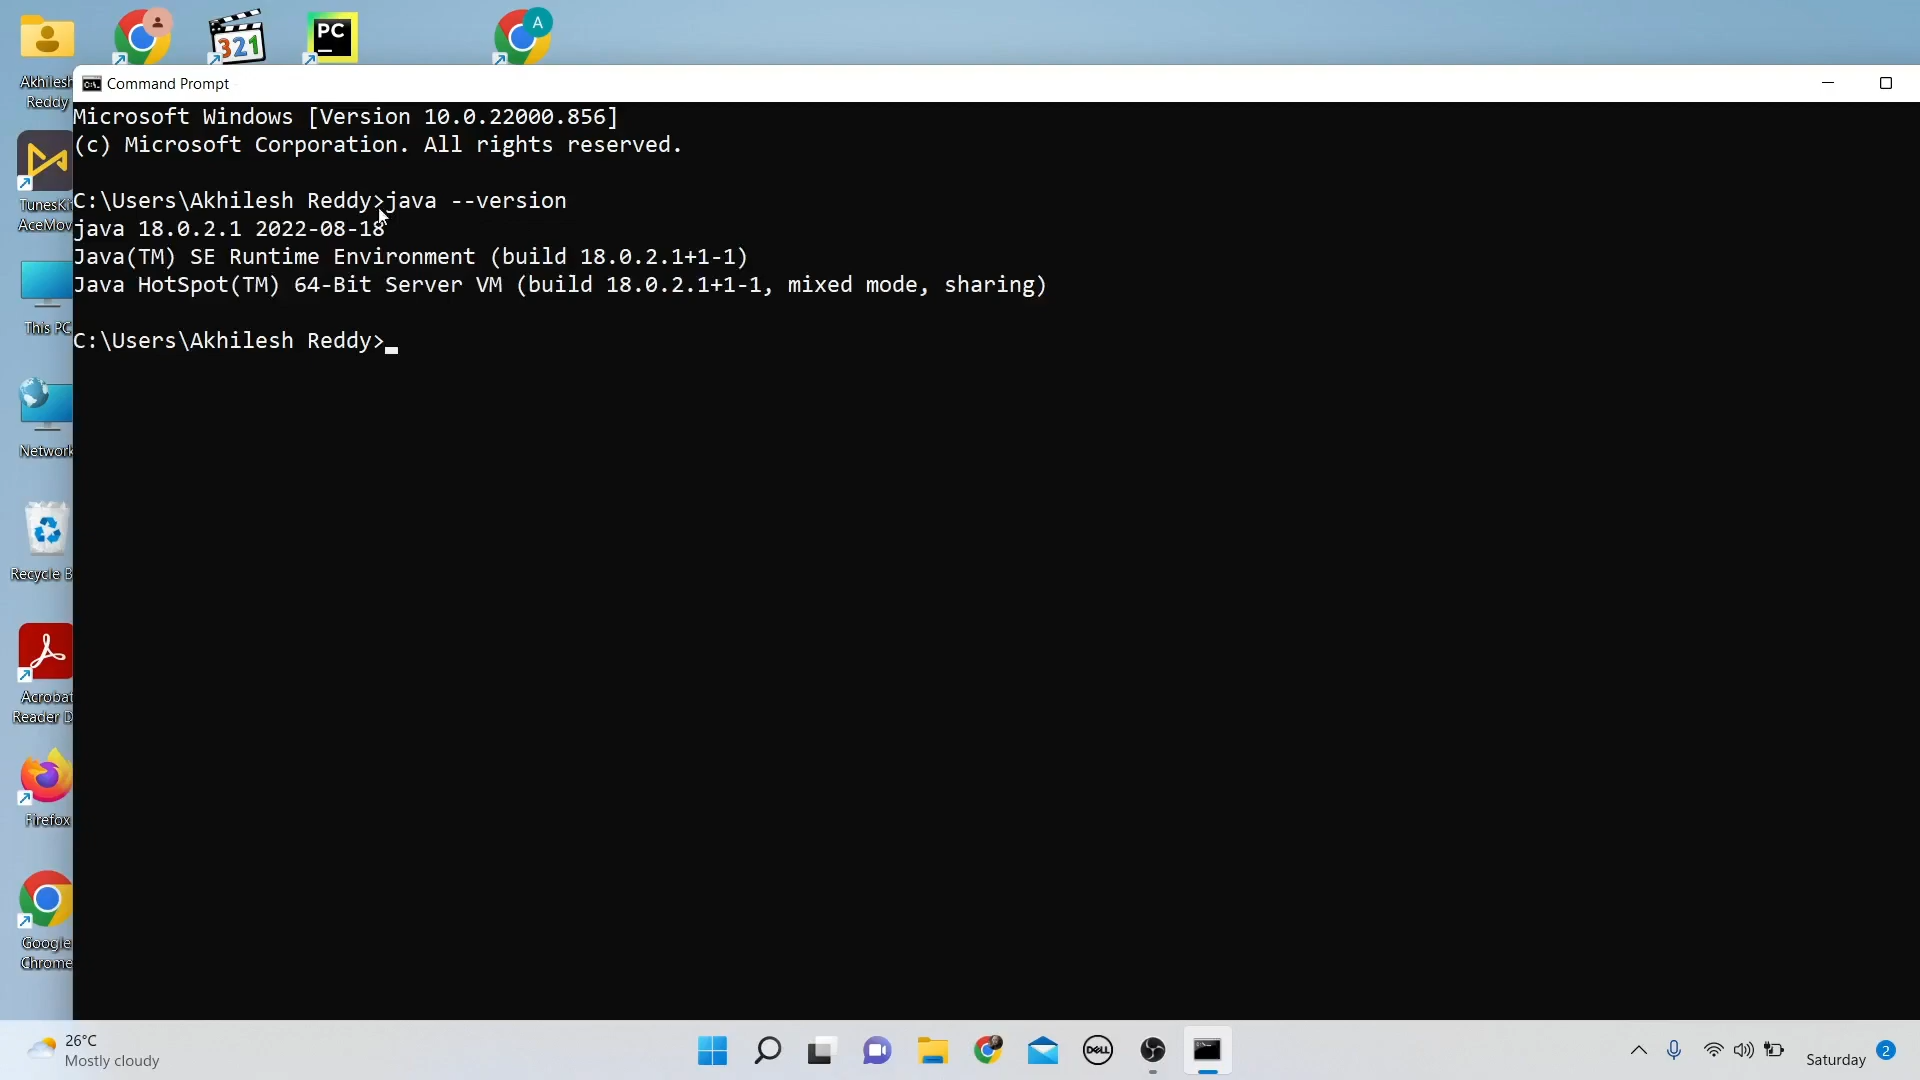 A
321
PC
Akhilesh
Reddy
Command Prompt
Microsoft Windows [Version 10.0.22000.856]
(c) Microsoft Corporation. All rights reserved.
C:\Users\Akhilesh Reddy>java --version
java 18.0.2.1 2022-08-18
Java(TM) SE Runtime Environment (build 18.0.2.1+1-1)
Java HotSpot(TM) 64-Bit Server VM (build 18.0.2.1+1-1, mixed mode, sharing)
C:\Users\Akhilesh Reddy>
TunesKi
AceMov
This PC
Network
Recycle B
Acrobat
Reader D
Firefox
Google
Chrome
26°C
Mostly cloudy
DELL
Saturday
2